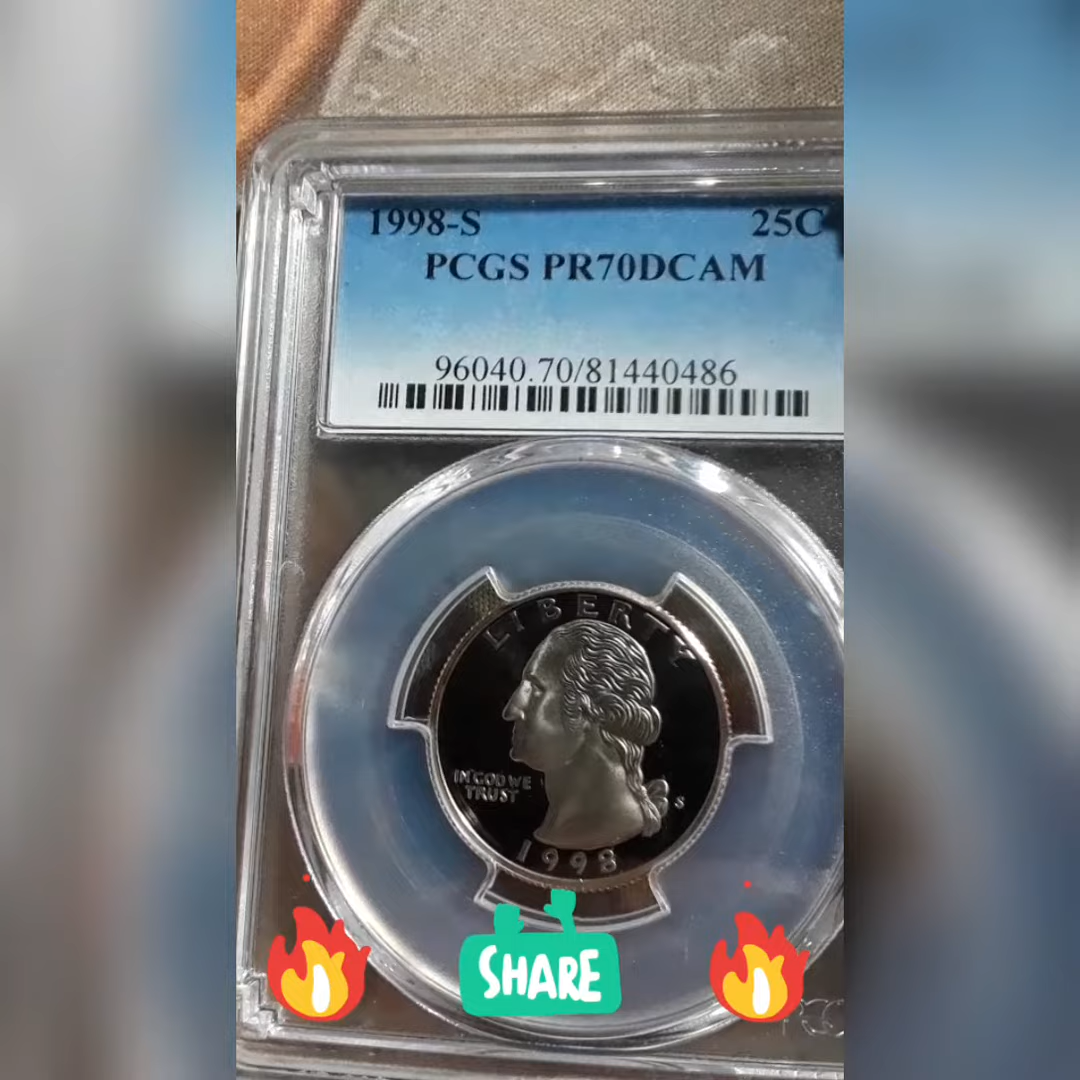 1998-S 25C
PCGS PR70DCAM
96040.70/81440486
LIBERTY
IN GOD WE
TRUST
S
1998
SHARE